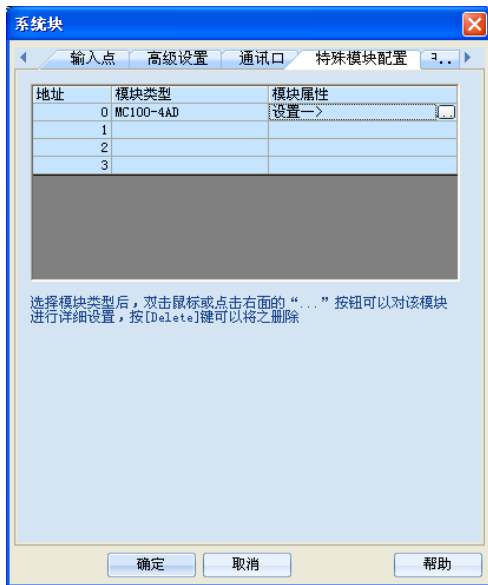 系统块
输入点 高级设置 通讯口 特殊模块配置
地址 模块类型 模块属性
0 MC100-4AD 设置—> ...
1
2
3
选择模块类型后，双击鼠标或点击右面的“...”按钮可以对该模块
进行详细设置，按[Delete]键可以将之删除
确定 取消 帮助